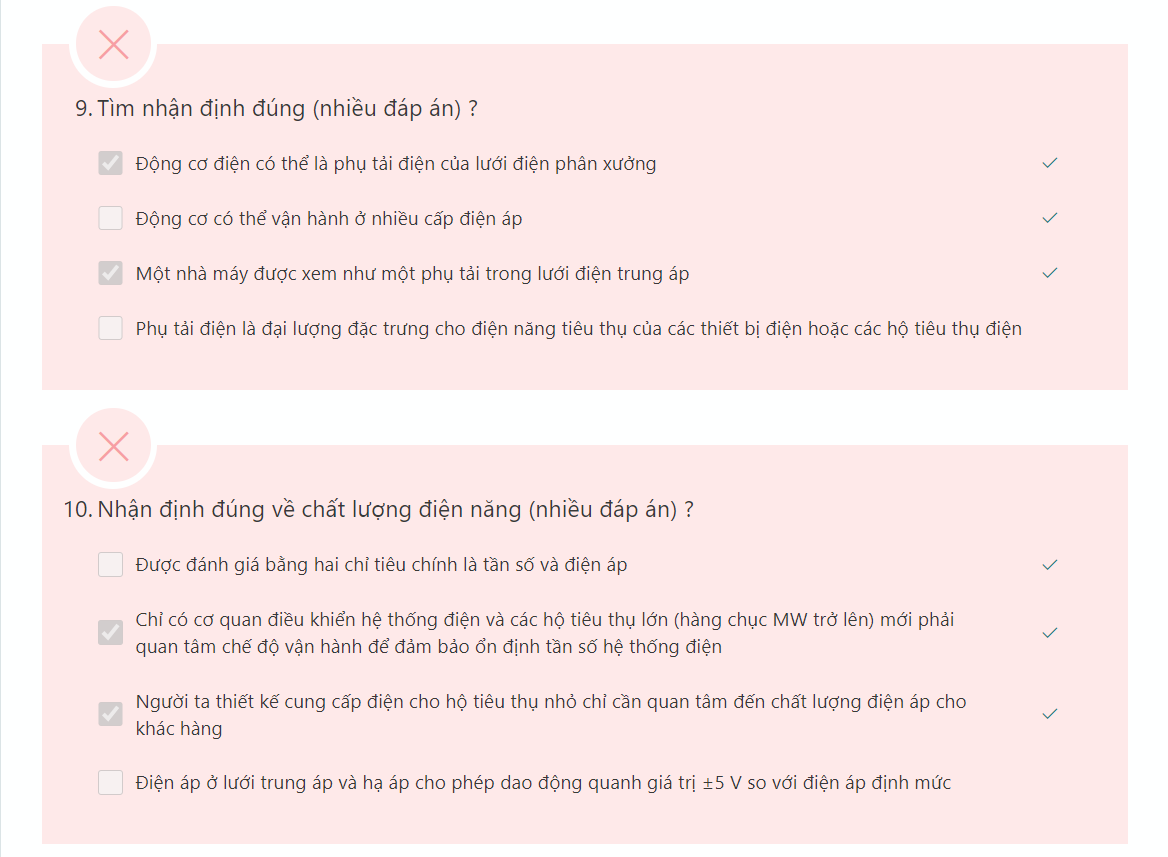 9. Tìm nhận định đúng (nhiều đáp án) ?
Động cơ điện có thể là phụ tải điện của lưới điện phân xưởng
Động cơ có thể vận hành ở nhiều cấp điện áp
Một nhà máy được xem như một phụ tải trong lưới điện trung áp
Phụ tải điện là đại lượng đặc trưng cho điện năng tiêu thụ của các thiết bị điện hoặc các hộ tiêu thụ điện
10. Nhận định đúng về chất lượng điện năng (nhiều đáp án) ?
Được đánh giá bằng hai chỉ tiêu chính là tần số và điện áp
Chỉ có cơ quan điều khiển hệ thống điện và các hộ tiêu thụ lớn (hàng chục MW trở lên) mới phải
quan tâm chế độ vận hành để đảm bảo ổn định tần số hệ thống điện
Người ta thiết kế cung cấp điện cho hộ tiêu thụ nhỏ chỉ cần quan tâm đến chất lượng điện áp cho
khác hàng
Điện áp ở lưới trung áp và hạ áp cho phép dao động quanh giá trị ±5 V so với điện áp định mức